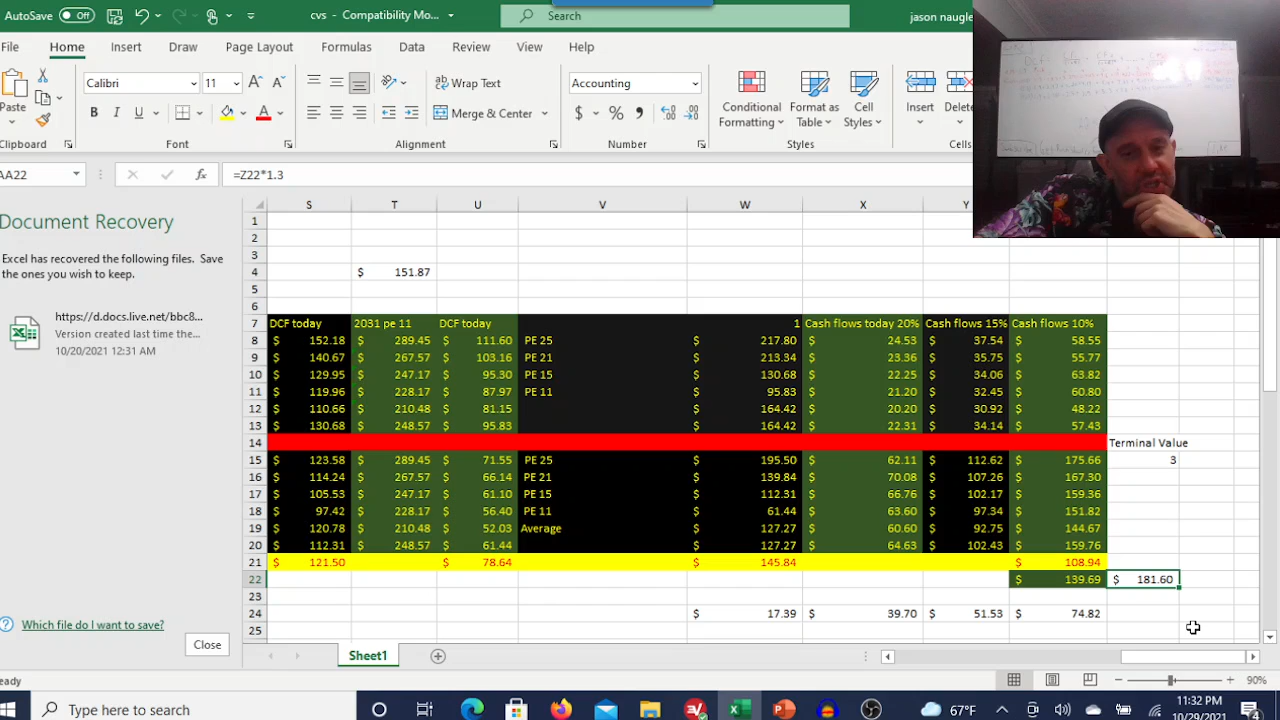 AutoSave Off cvs - Compatibility Mo... Search jason naugle
File Home Insert Draw Page Layout Formulas Data Review View Help
Paste Calibri 11 Wrap Text Accounting Conditional Formatting Format as Table Cell Styles Insert Delete
B I U Merge & Center $ %
Clipboard Font Alignment Number Styles Cells
AA22 fx =Z22*1.3
Document Recovery
Excel has recovered the following files. Save
the ones you wish to keep.
https://d.docs.live.net/bbc8...
Version created last time the...
10/20/2021 12:31 AM
Which file do I want to save?
Close
S T U V W X Y
1
2
3
4 $ 151.87
5
6
7 DCF today 2031 pe 11 DCF today 1 Cash flows today 20% Cash flows 15% Cash flows 10%
8 $ 152.18 $ 289.45 $ 111.60 PE 25 $ 217.80 $ 24.53 $ 37.54 $ 58.55
9 $ 140.67 $ 267.57 $ 103.16 PE 21 $ 213.34 $ 23.36 $ 35.75 $ 55.77
10 $ 129.95 $ 247.17 $ 95.30 PE 15 $ 130.68 $ 22.25 $ 34.06 $ 63.82
11 $ 119.96 $ 228.17 $ 87.97 PE 11 $ 95.83 $ 21.20 $ 32.45 $ 60.80
12 $ 110.66 $ 210.48 $ 81.15 $ 164.42 $ 20.20 $ 30.92 $ 48.22
13 $ 130.68 $ 248.57 $ 95.83 $ 164.42 $ 22.31 $ 34.14 $ 57.43
14 Terminal Value
15 $ 123.58 $ 289.45 $ 71.55 PE 25 $ 195.50 $ 62.11 $ 112.62 $ 175.66 3
16 $ 114.24 $ 267.57 $ 66.14 PE 21 $ 139.84 $ 70.08 $ 107.26 $ 167.30
17 $ 105.53 $ 247.17 $ 61.10 PE 15 $ 112.31 $ 66.76 $ 102.17 $ 159.36
18 $ 97.42 $ 228.17 $ 56.40 PE 11 $ 61.44 $ 63.60 $ 97.34 $ 151.82
19 $ 120.78 $ 210.48 $ 52.03 Average $ 127.27 $ 60.60 $ 92.75 $ 144.67
20 $ 112.31 $ 248.57 $ 61.44 $ 127.27 $ 64.63 $ 102.43 $ 159.76
21 $ 121.50 $ 78.64 $ 145.84 $ 108.94
22 $ 139.69 $ 181.60
23
24 $ 17.39 $ 39.70 $ 51.53 $ 74.82
25
Sheet1
eady 90%
Type here to search 67°F 11:32 PM
10/29/2021